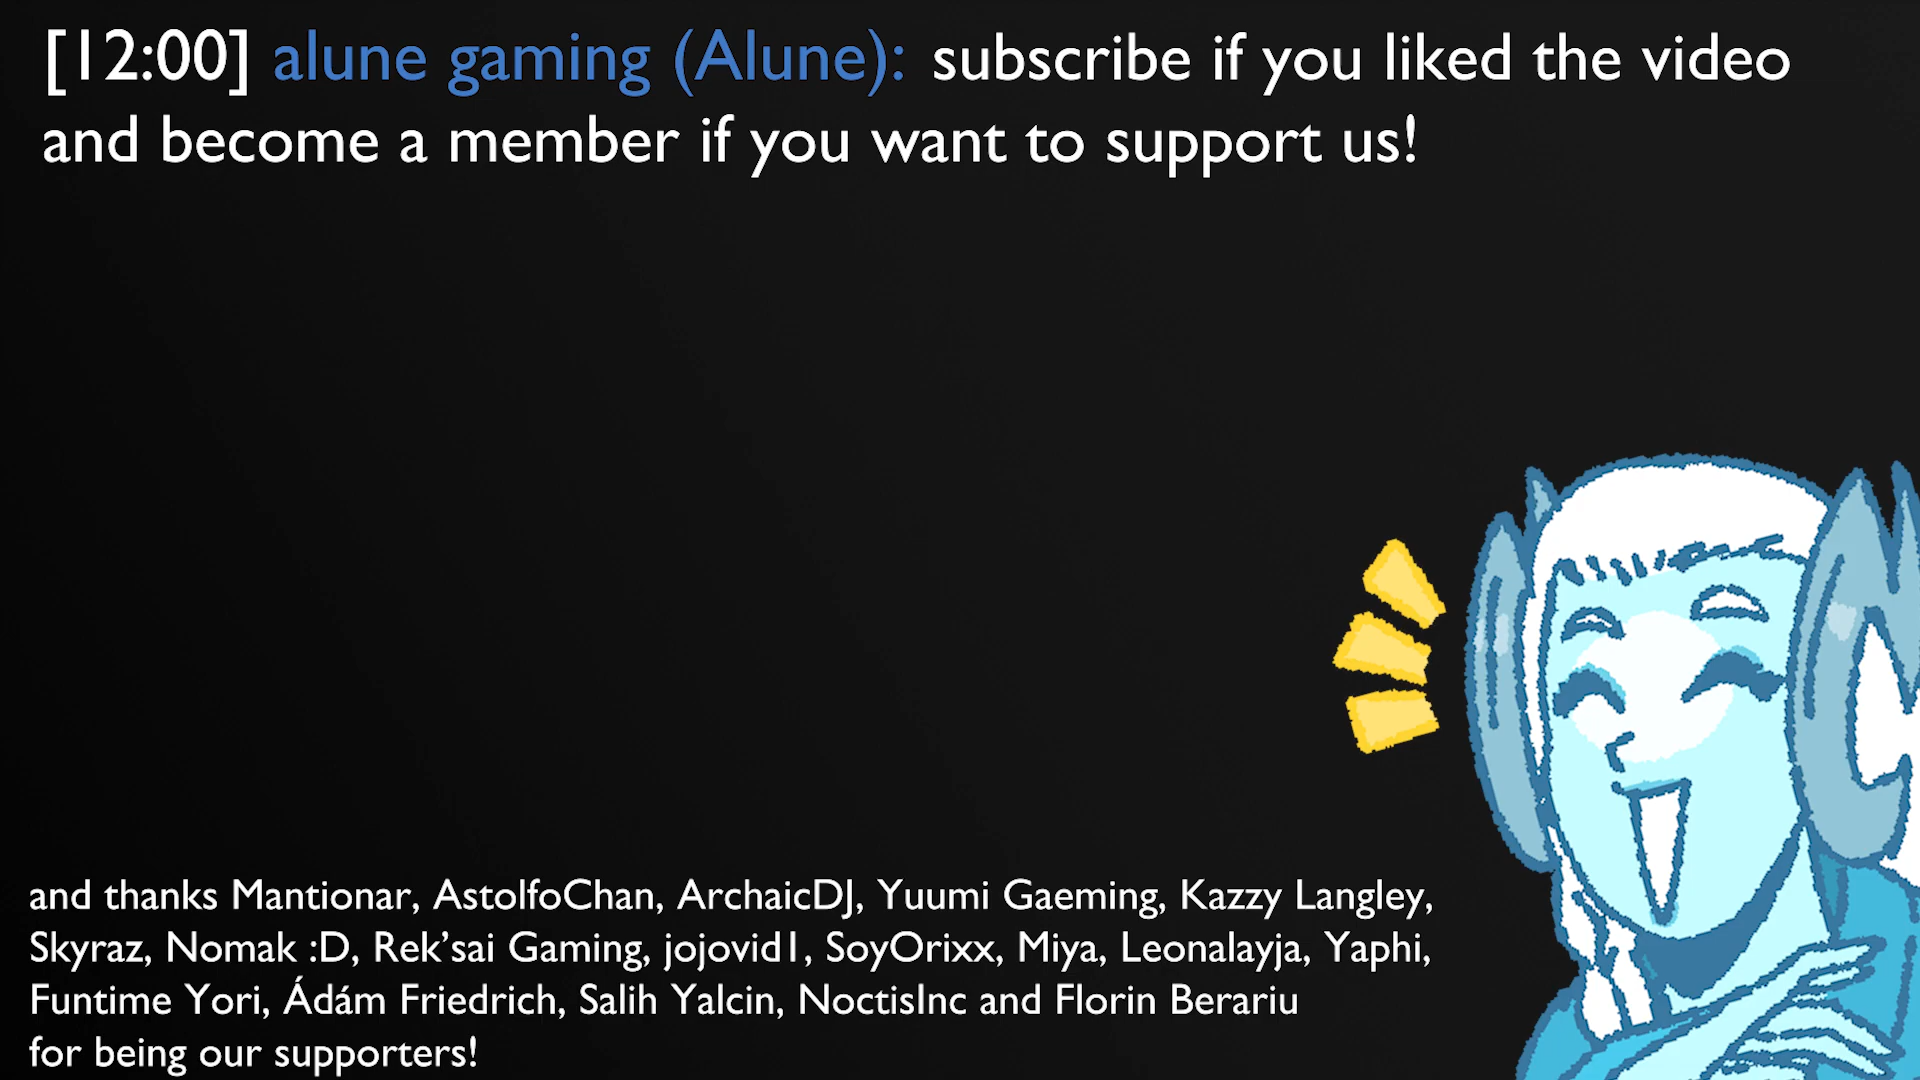 [12:00] alune gaming (Alune): subscribe if you liked the video
and become a member if you want to support us!
and thanks Mantionar, AstolfoChan, ArchaicDJ, Yuumi Gaeming, Kazzy Langley,
Skyraz, Nomak :D, Rek’sai Gaming, jojovid1, SoyOrixx, Miya, Leonalayja, Yaphi,
Funtime Yori, Ádám Friedrich, Salih Yalcin, NoctisInc and Florin Berariu
for being our supporters!